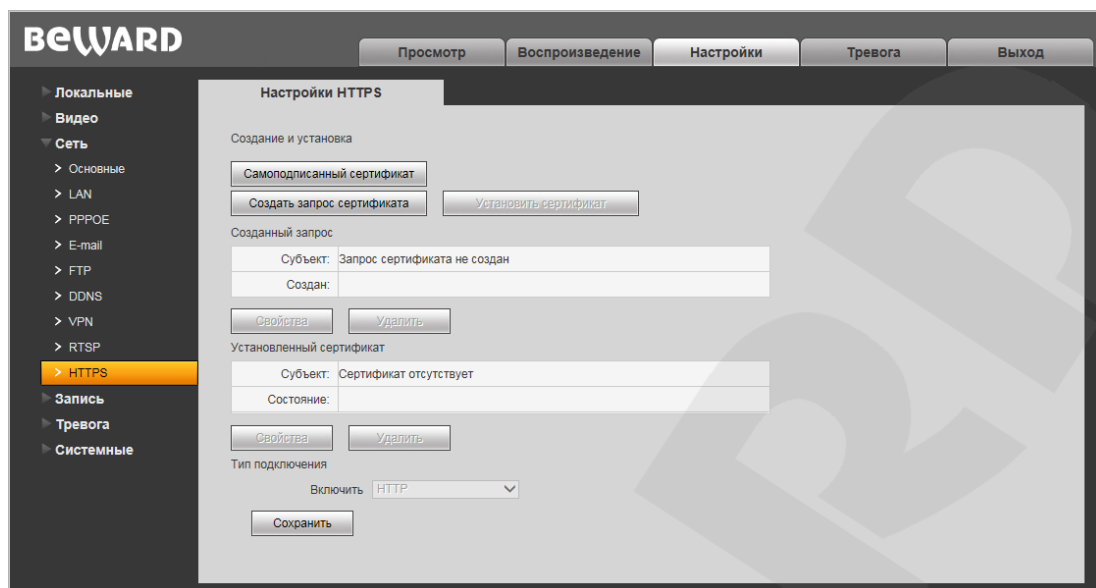 BEWARD
Просмотр Воспроизведение Настройки Тревога Выход
Локальные
Видео
Сеть
> Основные
> LAN
> PPPOE
> E-mail
> FTP
> DDNS
> VPN
> RTSP
> HTTPS
Запись
Тревога
Системные
Настройки HTTPS
Создание и установка
Самоподписанный сертификат
Создать запрос сертификата Установить сертификат
Созданный запрос
Субъект: Запрос сертификата не создан
Создан:
Свойства Удалить
Установленный сертификат
Субъект: Сертификат отсутствует
Состояние:
Свойства Удалить
Тип подключения
Включить HTTP
Сохранить